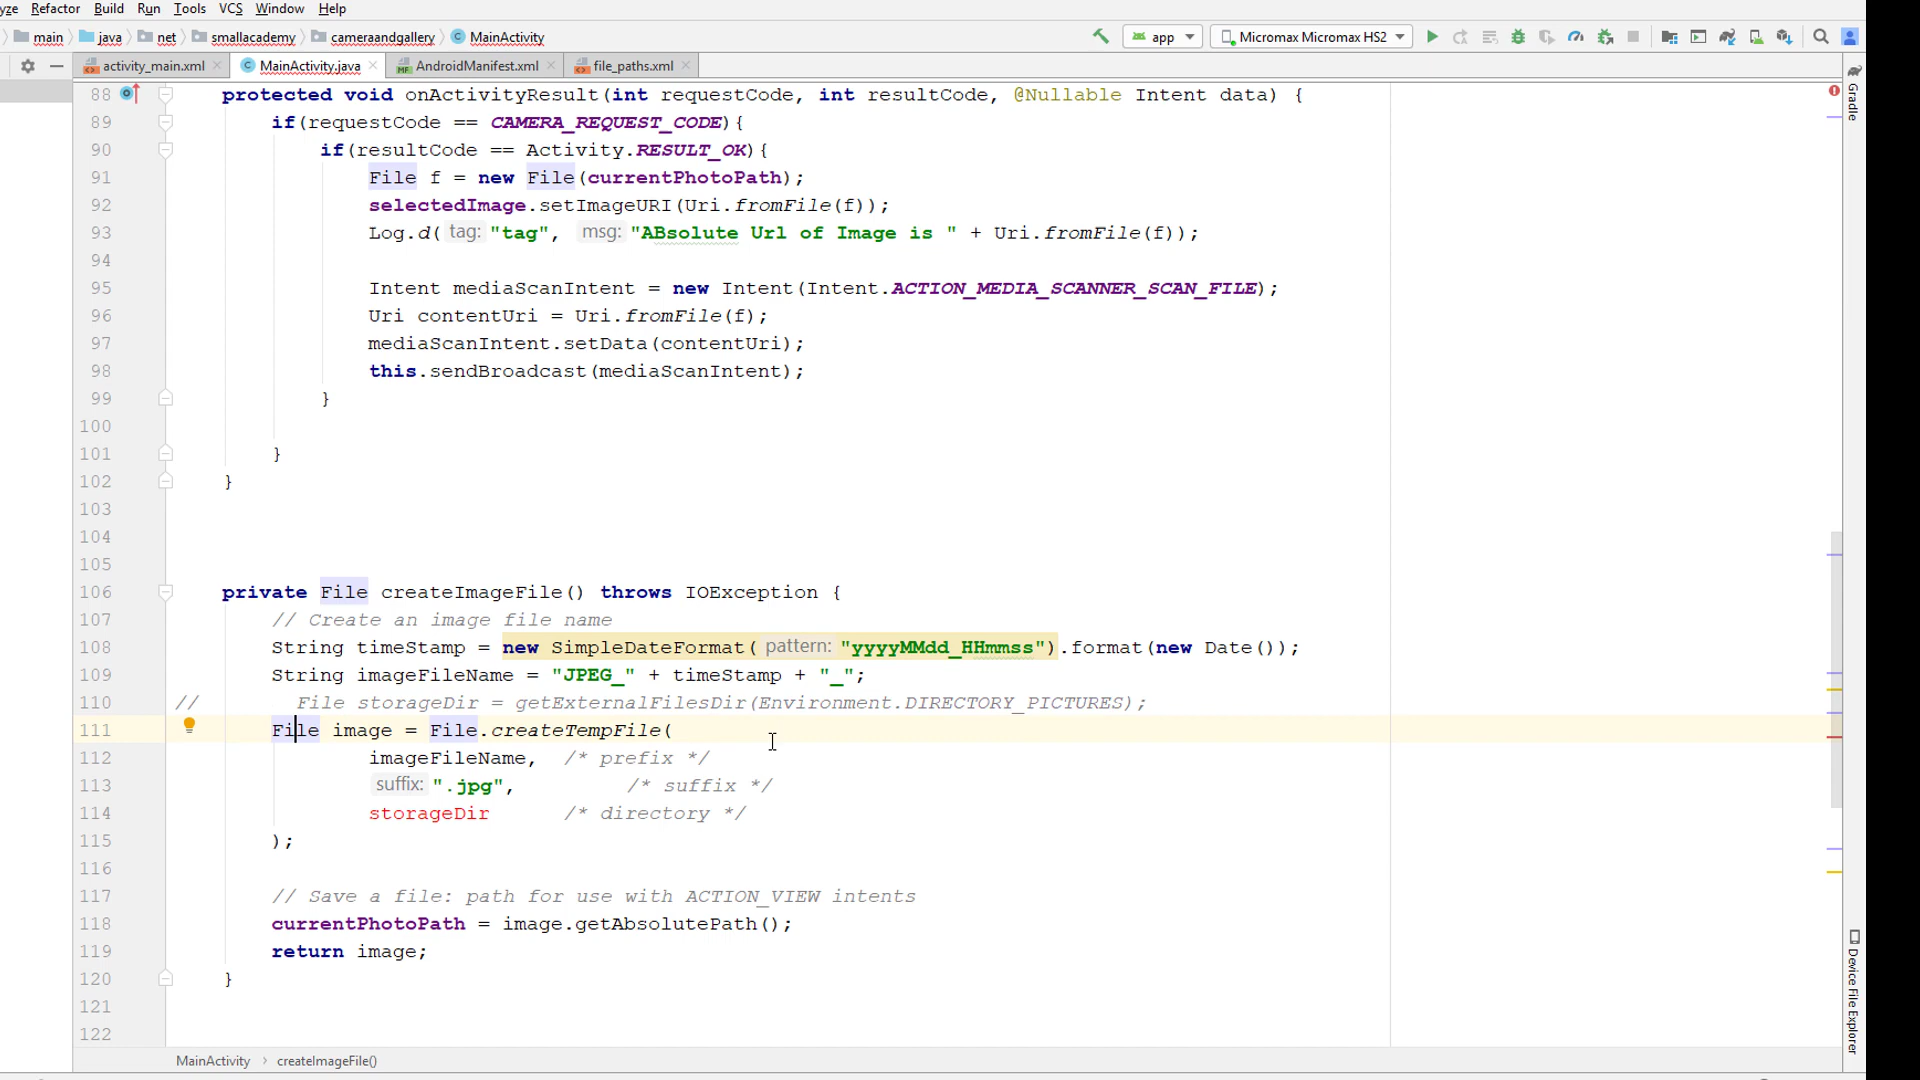 yze Refactor Build Run Tools VCS Window Help
main java net smallacademy cameraandgallery MainActivity app Micromax Micromax HS2
activity_main.xml MainActivity.java AndroidManifest.xml file_paths.xml
88 protected void onActivityResult(int requestCode, int resultCode, @Nullable Intent data) {
89 if(requestCode == CAMERA_REQUEST_CODE){
90 if(resultCode == Activity.RESULT_OK){
91 File f = new File(currentPhotoPath);
92 selectedImage.setImageURI(Uri.fromFile(f));
93 Log.d( tag: "tag", msg: "ABsolute Url of Image is " + Uri.fromFile(f));
94
95 Intent mediaScanIntent = new Intent(Intent.ACTION_MEDIA_SCANNER_SCAN_FILE);
96 Uri contentUri = Uri.fromFile(f);
97 mediaScanIntent.setData(contentUri);
98 this.sendBroadcast(mediaScanIntent);
99 }
100
101 }
102 }
103
104
105
106 private File createImageFile() throws IOException {
107 // Create an image file name
108 String timeStamp = new SimpleDateFormat( pattern: "yyyyMMdd_HHmmss").format(new Date());
109 String imageFileName = "JPEG_" + timeStamp + "_";
110 // File storageDir = getExternalFilesDir(Environment.DIRECTORY_PICTURES);
111 File image = File.createTempFile(
112 imageFileName, /* prefix */
113 suffix: ".jpg", /* suffix */
114 storageDir /* directory */
115 );
116
117 // Save a file: path for use with ACTION_VIEW intents
118 currentPhotoPath = image.getAbsolutePath();
119 return image;
120 }
121
122
MainActivity › createImageFile()
Gradle
Device File Explorer